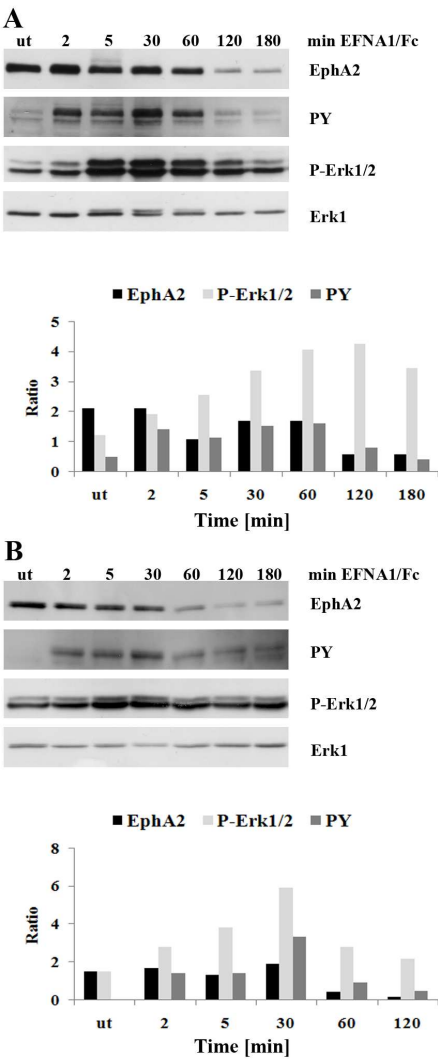 A
ut 2 5 30 60 120 180 min EFNA1/Fc
EphA2
PY
P-Erk1/2
Erk1
EphA2 P-Erk1/2 PY
5
4
3
2
1
0
Ratio
ut 2 5 30 60 120 180
Time [min]
B
ut 2 5 30 60 120 180 min EFNA1/Fc
EphA2
PY
P-Erk1/2
Erk1
EphA2 P-Erk1/2 PY
8
6
4
2
0
Ratio
ut 2 5 30 60 120
Time [min]